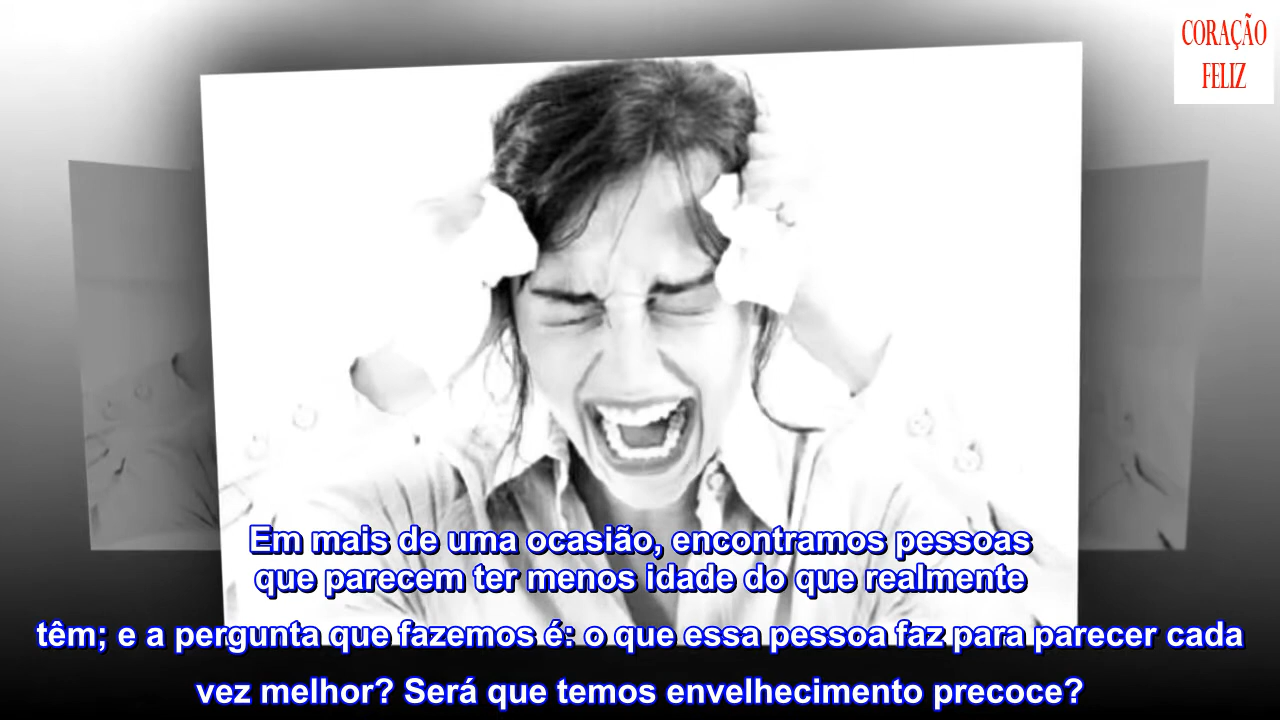 CORAÇÃO
FELIZ
Em mais de uma ocasião, encontramos pessoas
que parecem ter menos idade do que realmente
têm; e a pergunta que fazemos é: o que essa pessoa faz para parecer cada
vez melhor? Será que temos envelhecimento precoce?